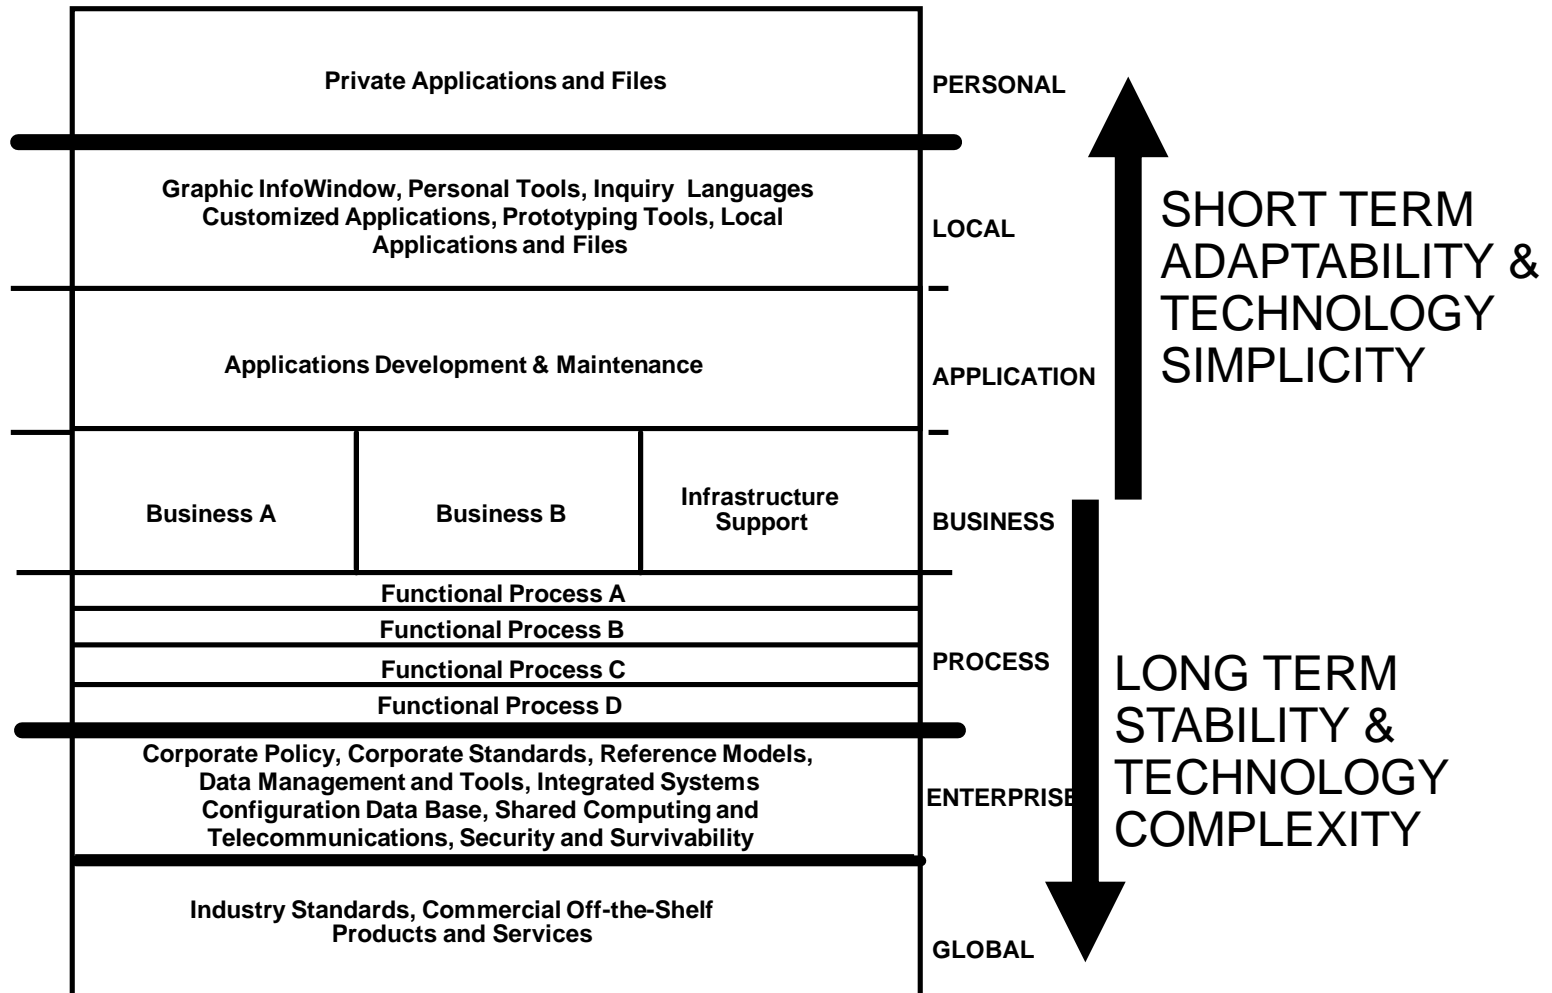 Private Applications and Files
PERSONAL
Graphic InfoWindow, Personal Tools, Inquiry Languages
Customized Applications, Prototyping Tools, Local
Applications and Files
LOCAL
Applications Development & Maintenance
APPLICATION
Business A
Business B
Infrastructure
Support
BUSINESS
Functional Process A
Functional Process B
Functional Process C
Functional Process D
PROCESS
Corporate Policy, Corporate Standards, Reference Models,
Data Management and Tools, Integrated Systems
Configuration Data Base, Shared Computing and
Telecommunications, Security and Survivability
ENTERPRISE
Industry Standards, Commercial Off-the-Shelf
Products and Services
GLOBAL
SHORT TERM
ADAPTABILITY &
TECHNOLOGY
SIMPLICITY
LONG TERM
STABILITY &
TECHNOLOGY
COMPLEXITY